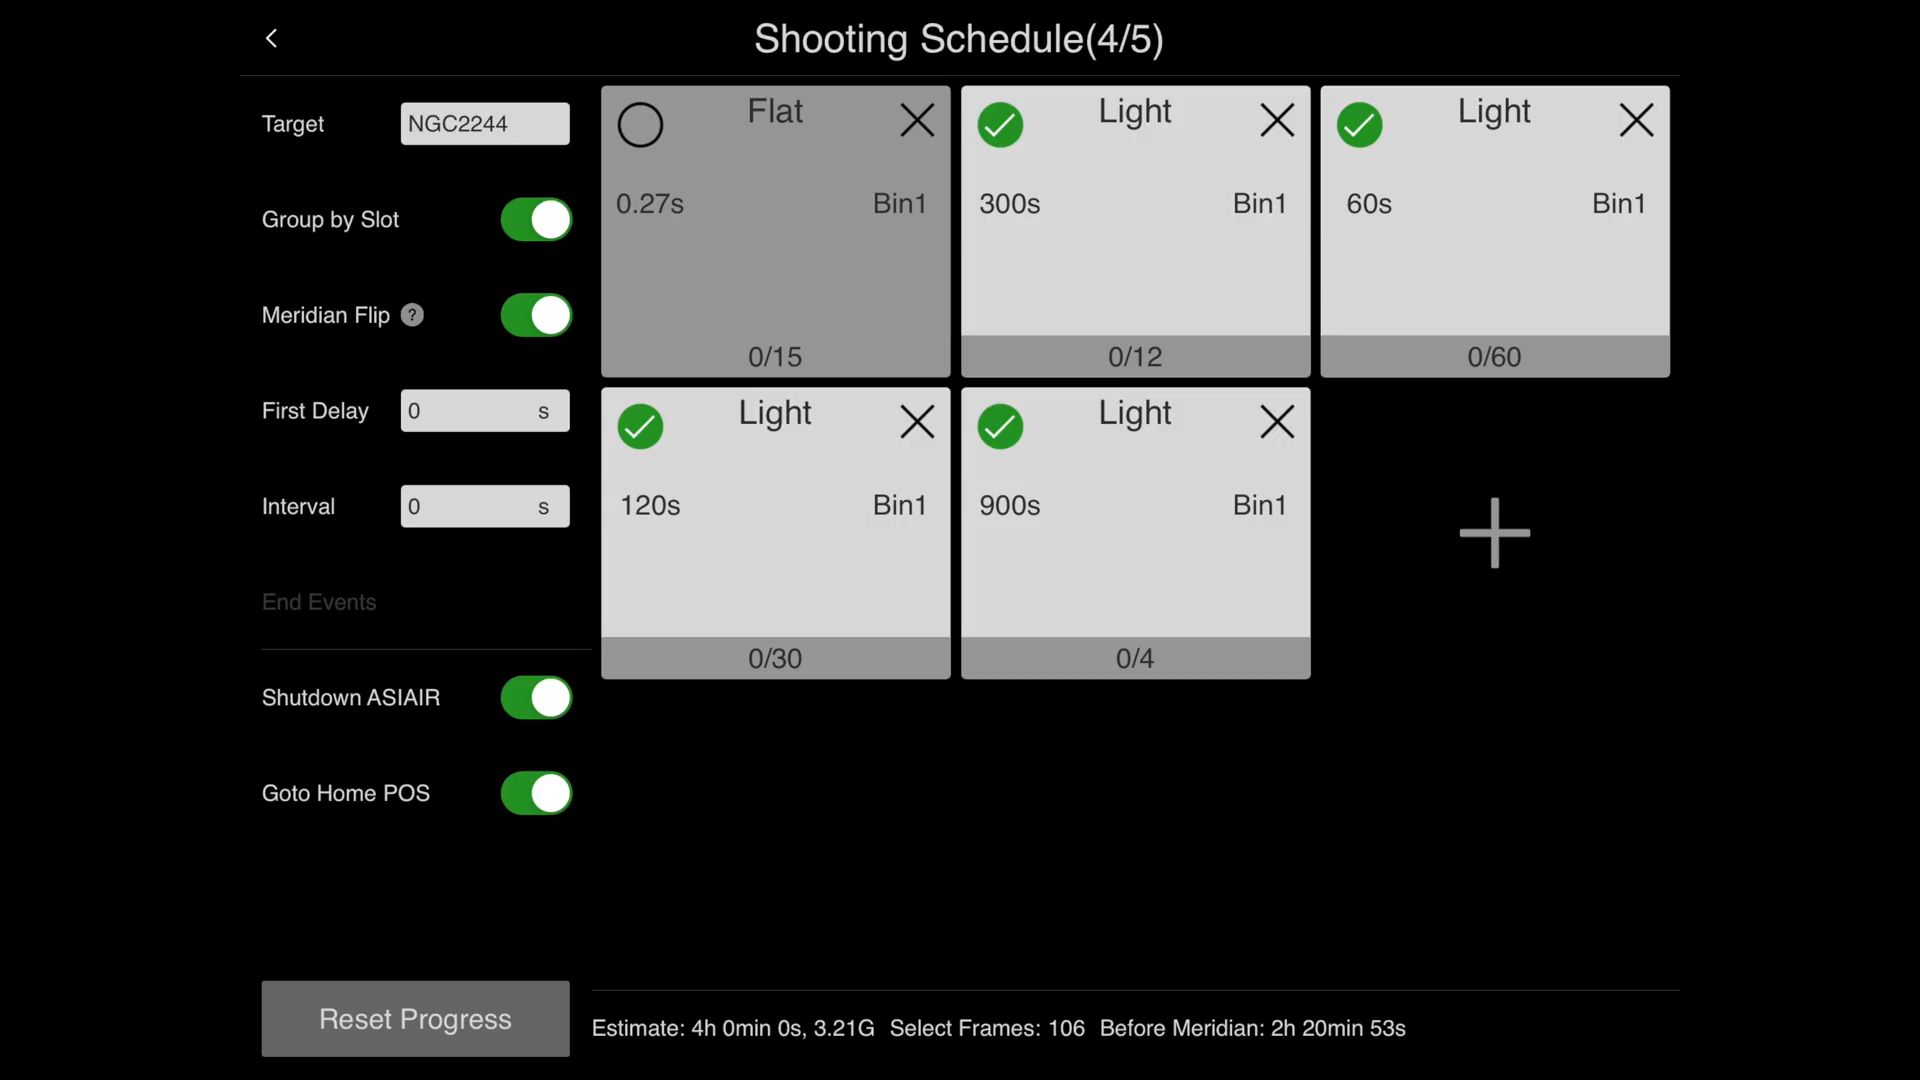 Shooting Schedule(4/5)
Target NGC2244
Group by Slot
Meridian Flip ?
First Delay 0 s
Interval 0 s
End Events
Shutdown ASIAIR
Goto Home POS
Reset Progress
Flat
0.27s Bin1
0/15
Light
300s Bin1
0/12
Light
60s Bin1
0/60
Light
120s Bin1
0/30
Light
900s Bin1
0/4
Estimate: 4h 0min 0s, 3.21G Select Frames: 106 Before Meridian: 2h 20min 53s